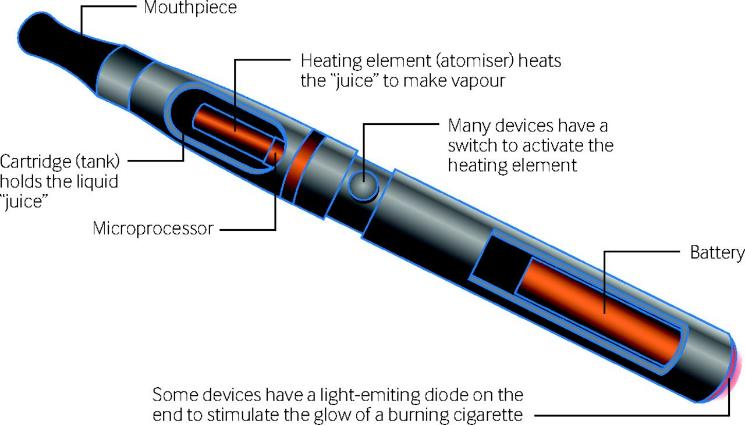 Mouthpiece
Heating element (atomiser) heats
the "juice" to make vapour
Many devices have a
switch to activate the
heating element
Cartridge (tank)
holds the liquid
"juice"
Microprocessor
Battery
Some devices have a light-emiting diode on the
end to stimulate the glow of a burning cigarette